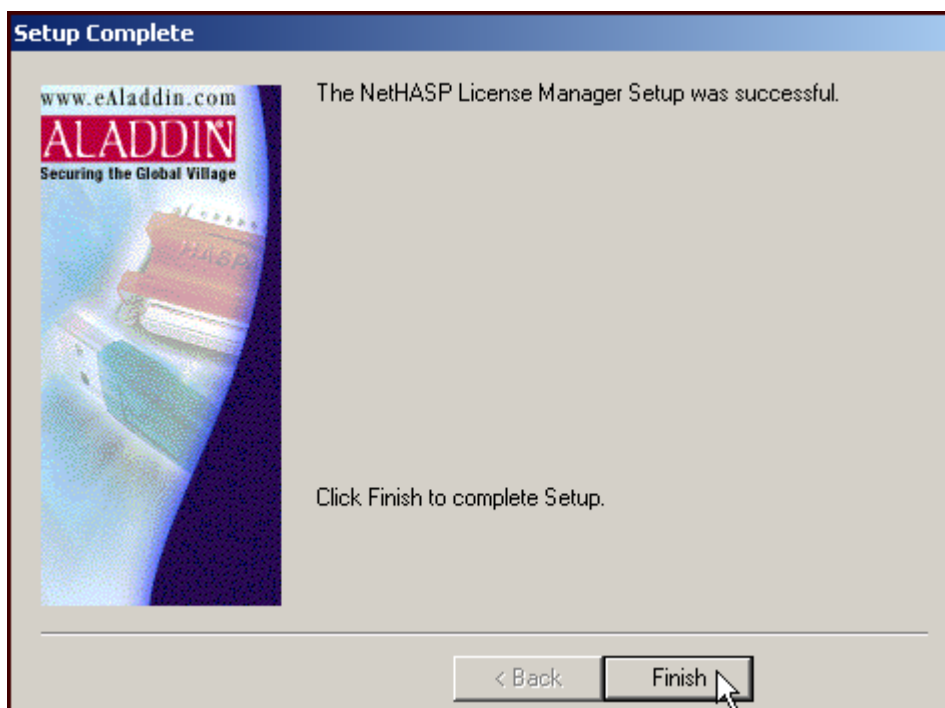 Setup Complete
www.eAladdin.com
ALADDIN
Securing the Global Village
HASP
The NetHASP License Manager Setup was successful.
Click Finish to complete Setup.
< Back
Finish